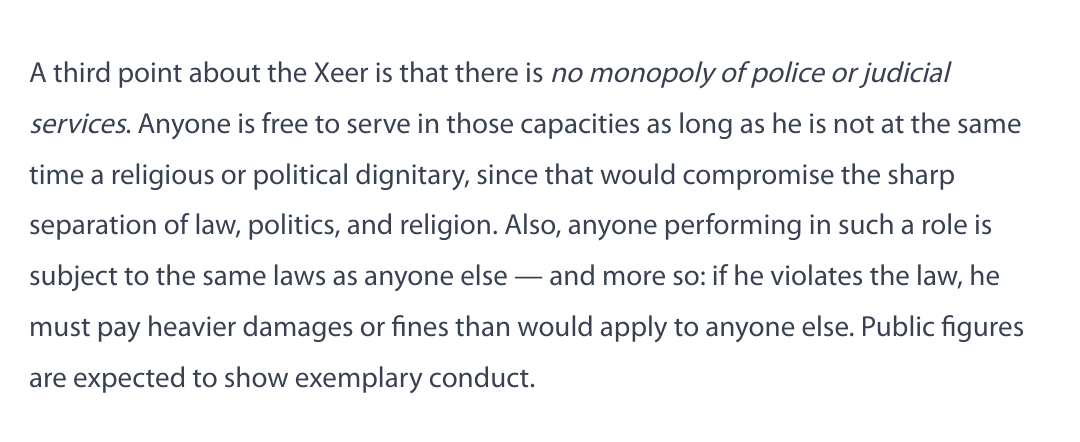 A third point about the Xeer is that there is no monopoly of police or judicial
services. Anyone is free to serve in those capacities as long as he is not at the same
time a religious or political dignitary, since that would compromise the sharp
separation of law, politics, and religion. Also, anyone performing in such a role is
subject to the same laws as anyone else — and more so: if he violates the law, he
must pay heavier damages or fines than would apply to anyone else. Public figures
are expected to show exemplary conduct.